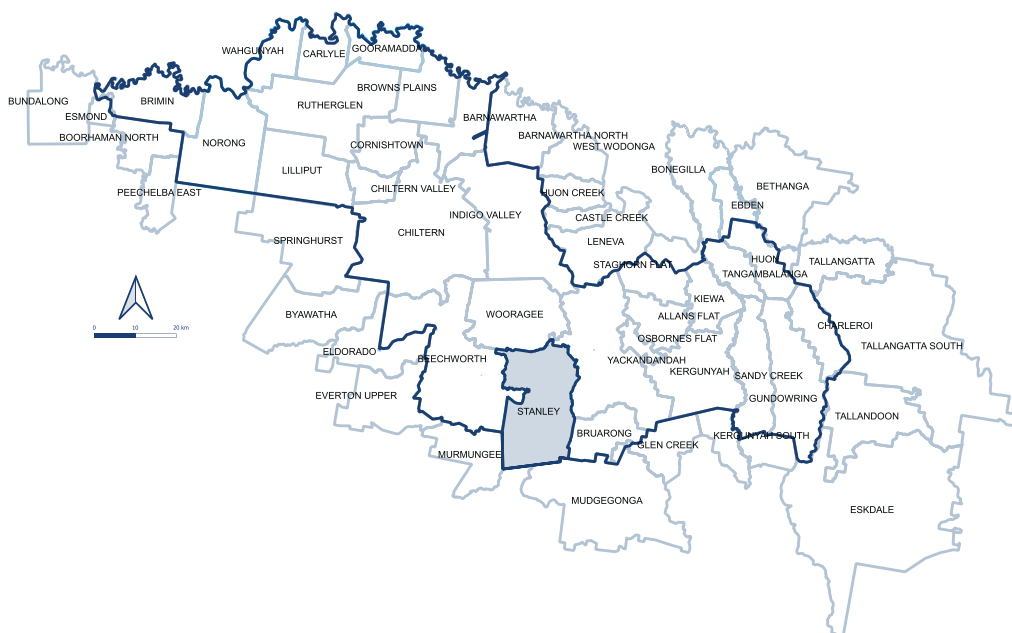 WAHGUNYAH
CARLYLE
GOORAMADDA
BUNDALONG
BRIMIN
ESMOND
BOORHAMAN NORTH
RUTHERGLEN
BROWNS PLAINS
BARNAWARTHA
NORONG
CORNISHTOWN
BARNAWARTHA NORTH
WEST WODONGA
LILLIPUT
BONEGILLA
PEECHELBA EAST
CHILTERN VALLEY
HUON CREEK
BETHANGA
EBDEN
INDIGO VALLEY
CASTLE CREEK
CHILTERN
SPRINGHURST
LENEVA
STAGHORN FLAT
HUON
TALLANGATTA
TANGAMBALANGA
KIEWA
BYAWATHA
WOORAGEE
ALLANS FLAT
CHARLEROI
0 10 20 km
OSBORNES FLAT
TALLANGATTA SOUTH
ELDORADO
BEECHWORTH
YACKANDANDAH
KERGUNYAH
SANDY CREEK
EVERTON UPPER
GUNDOWRING
STANLEY
TALLANDOON
BRUARONG
KERGUNYAH SOUTH
GLEN CREEK
MURMUNGEE
MUDGEGONGA
ESKDALE